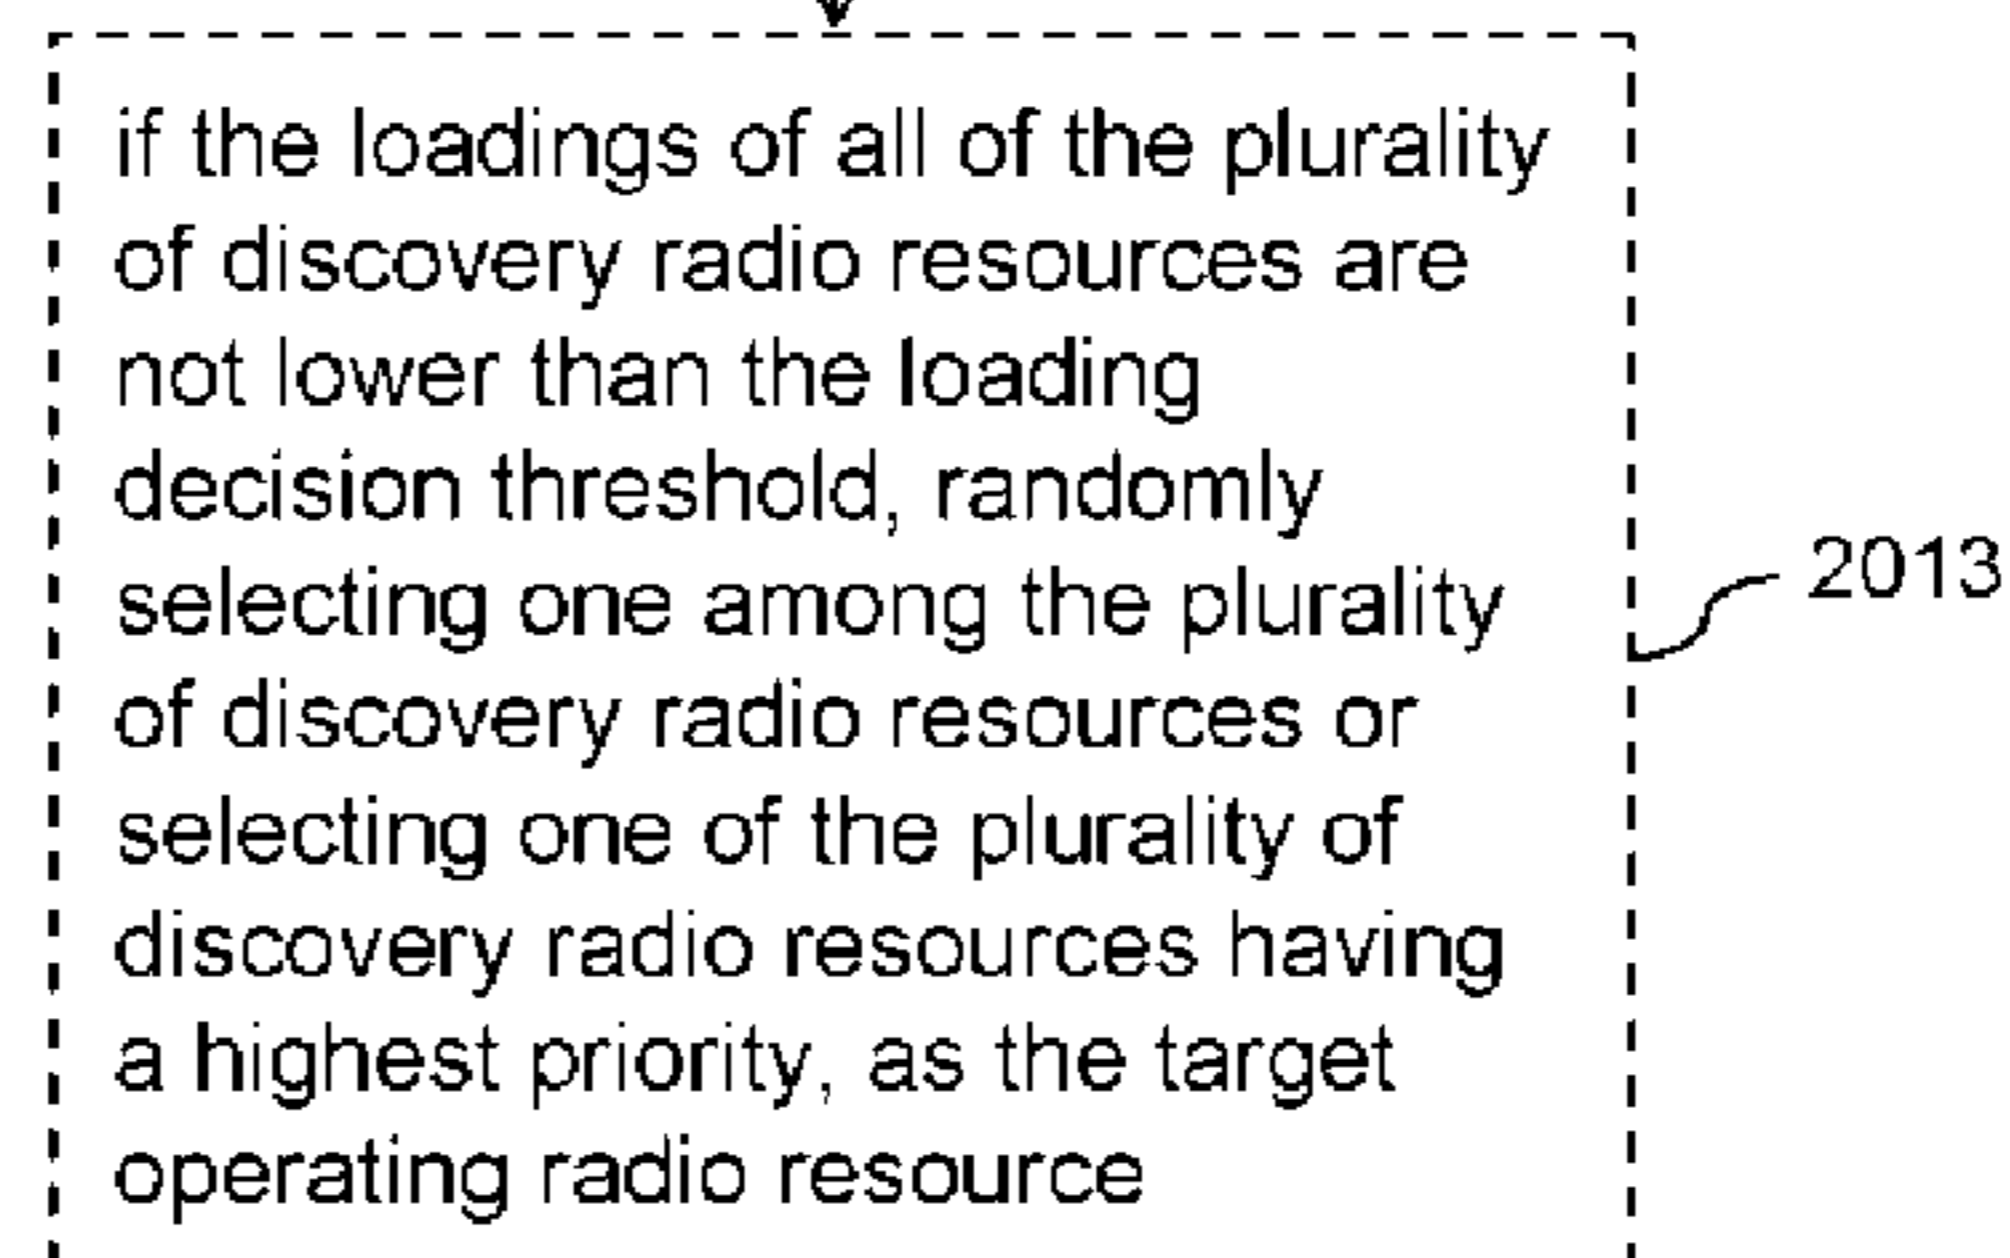 if the loadings of all of the plurality
of discovery radio resources are
not lower than the loading
decision threshold, randomly
selecting one among the plurality
of discovery radio resources or
selecting one of the plurality of
discovery radio resources having
a highest priority, as the target
operating radio resource
2013